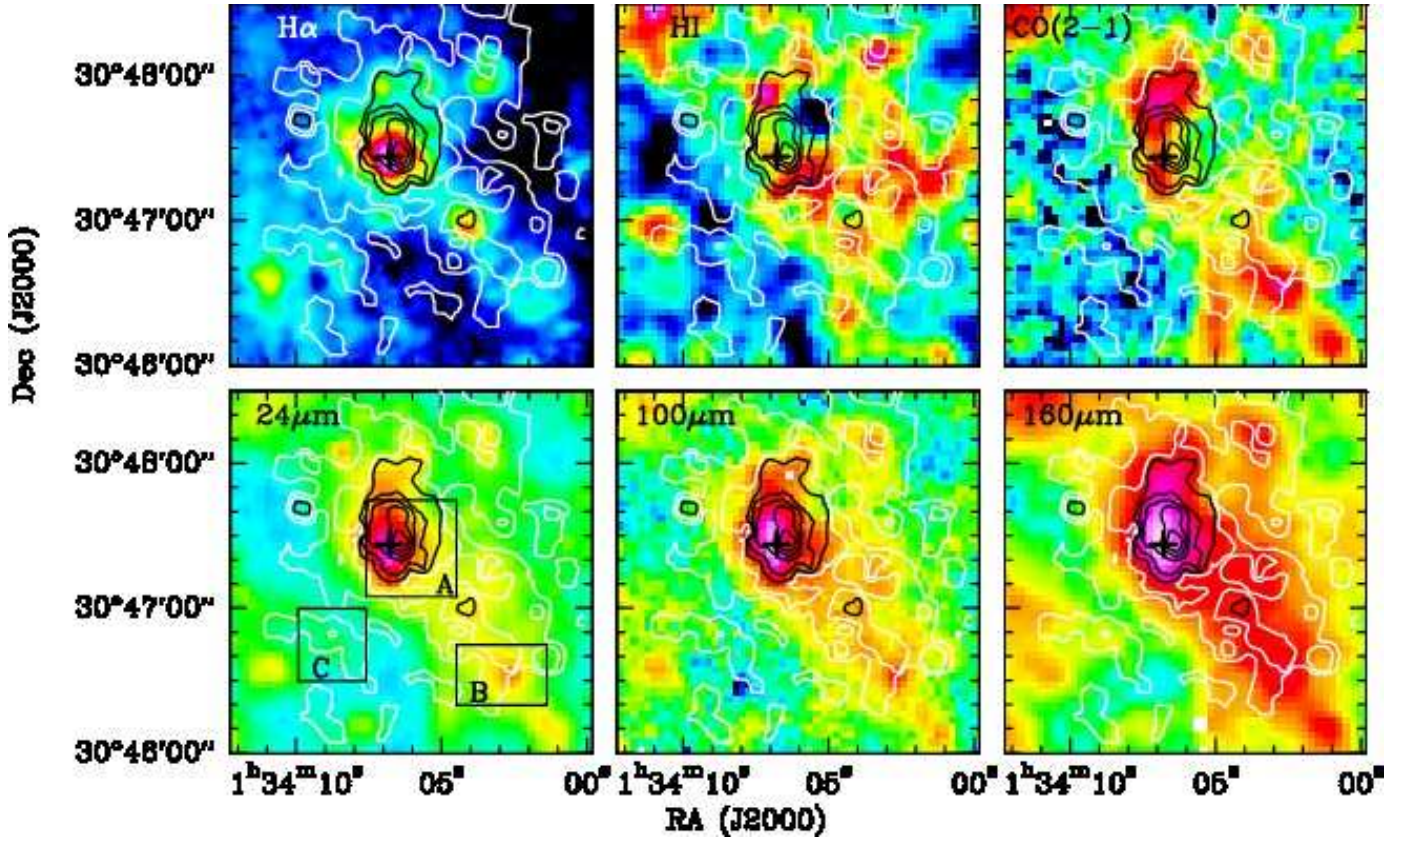 Hα
HI
CO(2-1)
30°48'00"
30°47'00"
30°46'00"
24μm
100μm
160μm
30°48'00"
30°47'00"
30°46'00"
A
B
C
Dec (J2000)
1ʰ34ᵐ10ˢ 05ˢ 00ˢ
1ʰ34ᵐ10ˢ 05ˢ 00ˢ
1ʰ34ᵐ10ˢ 05ˢ 00ˢ
RA (J2000)